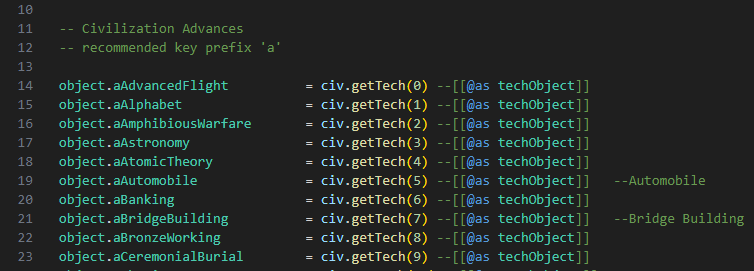 10
11 -- Civilization Advances
12 -- recommended key prefix 'a'
13
14 object.aAdvancedFlight = civ.getTech(0) --[[@as techObject]]
15 object.aAlphabet = civ.getTech(1) --[[@as techObject]]
16 object.aAmphibiousWarfare = civ.getTech(2) --[[@as techObject]]
17 object.aAstronomy = civ.getTech(3) --[[@as techObject]]
18 object.aAtomicTheory = civ.getTech(4) --[[@as techObject]]
19 object.aAutomobile = civ.getTech(5) --[[@as techObject]] --Automobile
20 object.aBanking = civ.getTech(6) --[[@as techObject]]
21 object.aBridgeBuilding = civ.getTech(7) --[[@as techObject]] --Bridge Building
22 object.aBronzeWorking = civ.getTech(8) --[[@as techObject]]
23 object.aCeremonialBurial = civ.getTech(9) --[[@as techObject]]